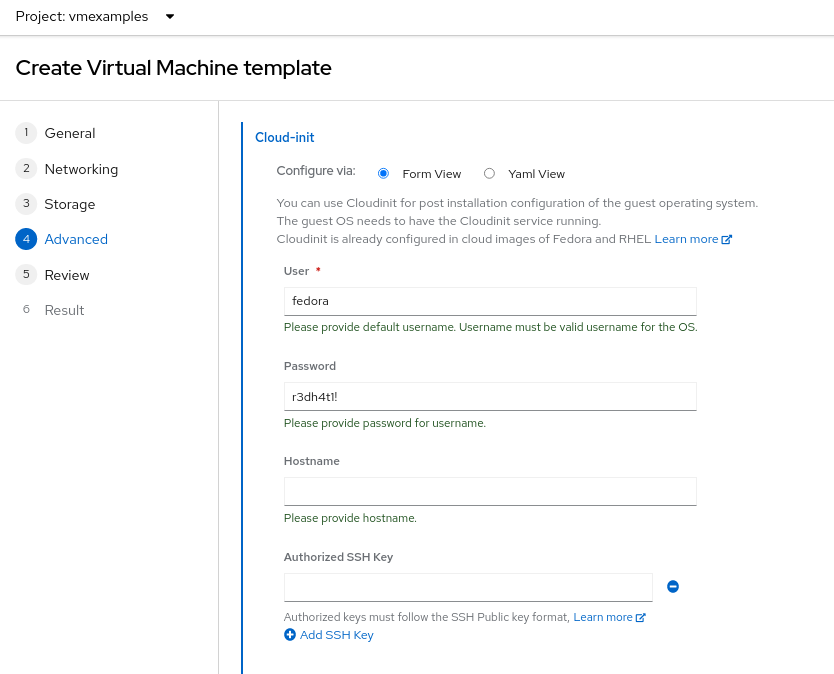 Project: vmexamples
Create Virtual Machine template
1 General
2 Networking
3 Storage
4 Advanced
5 Review
6 Result
Cloud-init
Configure via: Form View Yaml View
You can use Cloudinit for post installation configuration of the guest operating system.
The guest OS needs to have the Cloudinit service running.
Cloudinit is already configured in cloud images of Fedora and RHEL Learn more
User *
fedora
Please provide default username. Username must be valid username for the OS.
Password
r3dh4t1!
Please provide password for username.
Hostname
Please provide hostname.
Authorized SSH Key
Authorized keys must follow the SSH Public key format, Learn more
Add SSH Key